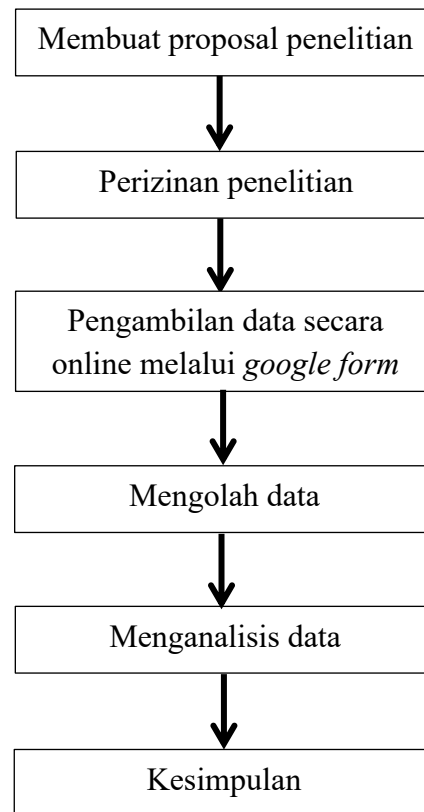 Membuat proposal penelitian
Perizinan penelitian
Pengambilan data secara
online melalui google form
Mengolah data
Menganalisis data
Kesimpulan